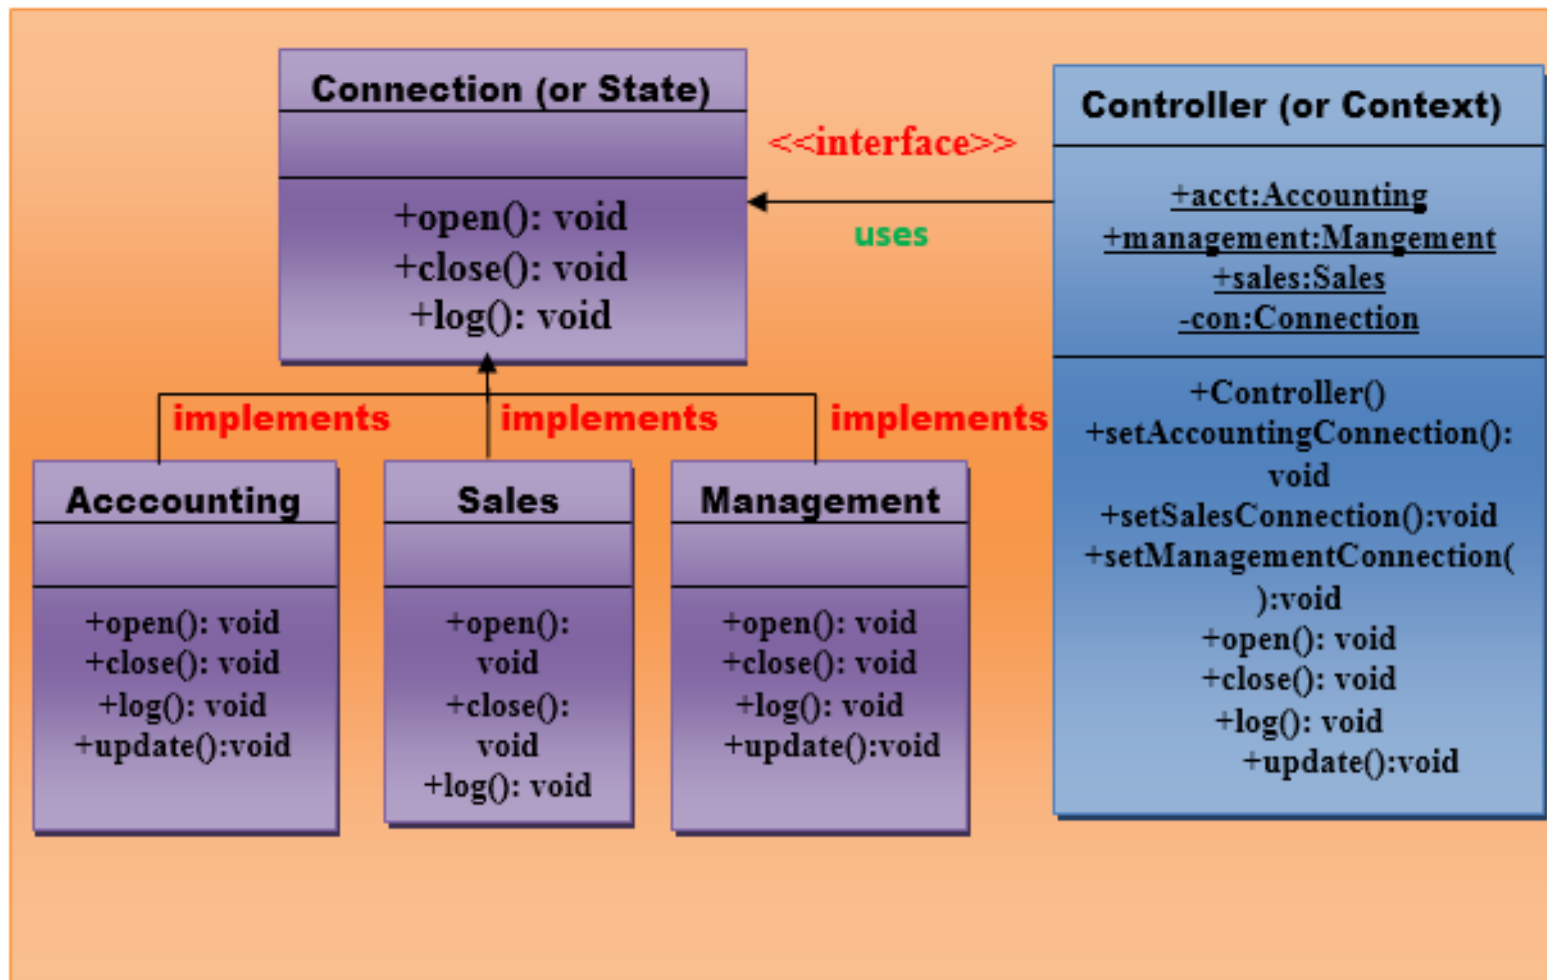 Connection (or State)
+open(): void
+close(): void
+log(): void
<<interface>>
uses
Controller (or Context)
+acct:Accounting
+management:Mangement
+sales:Sales
-con:Connection
+Controller()
+setAccountingConnection():
void
+setSalesConnection():void
+setManagementConnection(
):void
+open(): void
+close(): void
+log(): void
+update():void
implements
implements
implements
Acccounting
+open(): void
+close(): void
+log(): void
+update():void
Sales
+open():
void
+close():
void
+log(): void
Management
+open(): void
+close(): void
+log(): void
+update():void